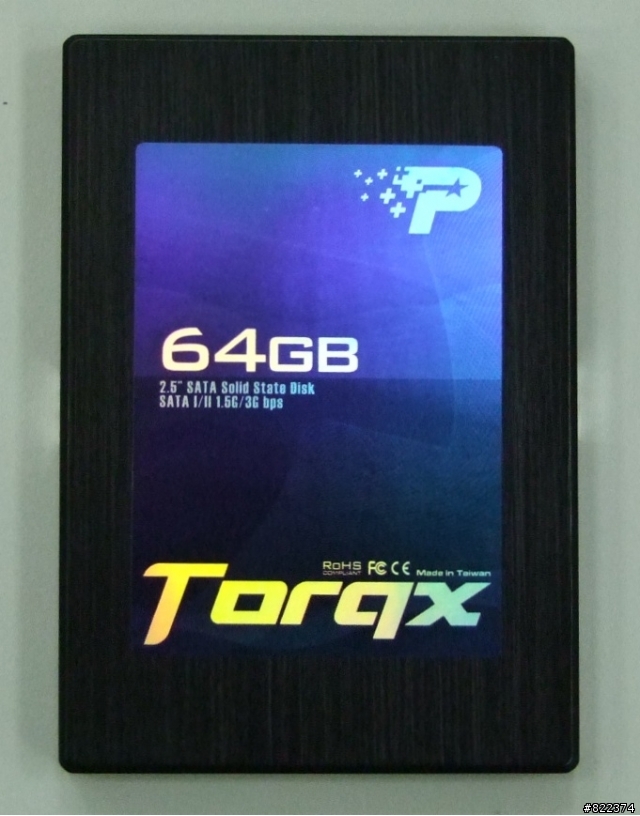 P
64GB
2.5" SATA Solid State Disk
SATA I/II 1.5G/3G bps
RoHS COMPLIANT FC CE Made in Taiwan
Torqx
#822374